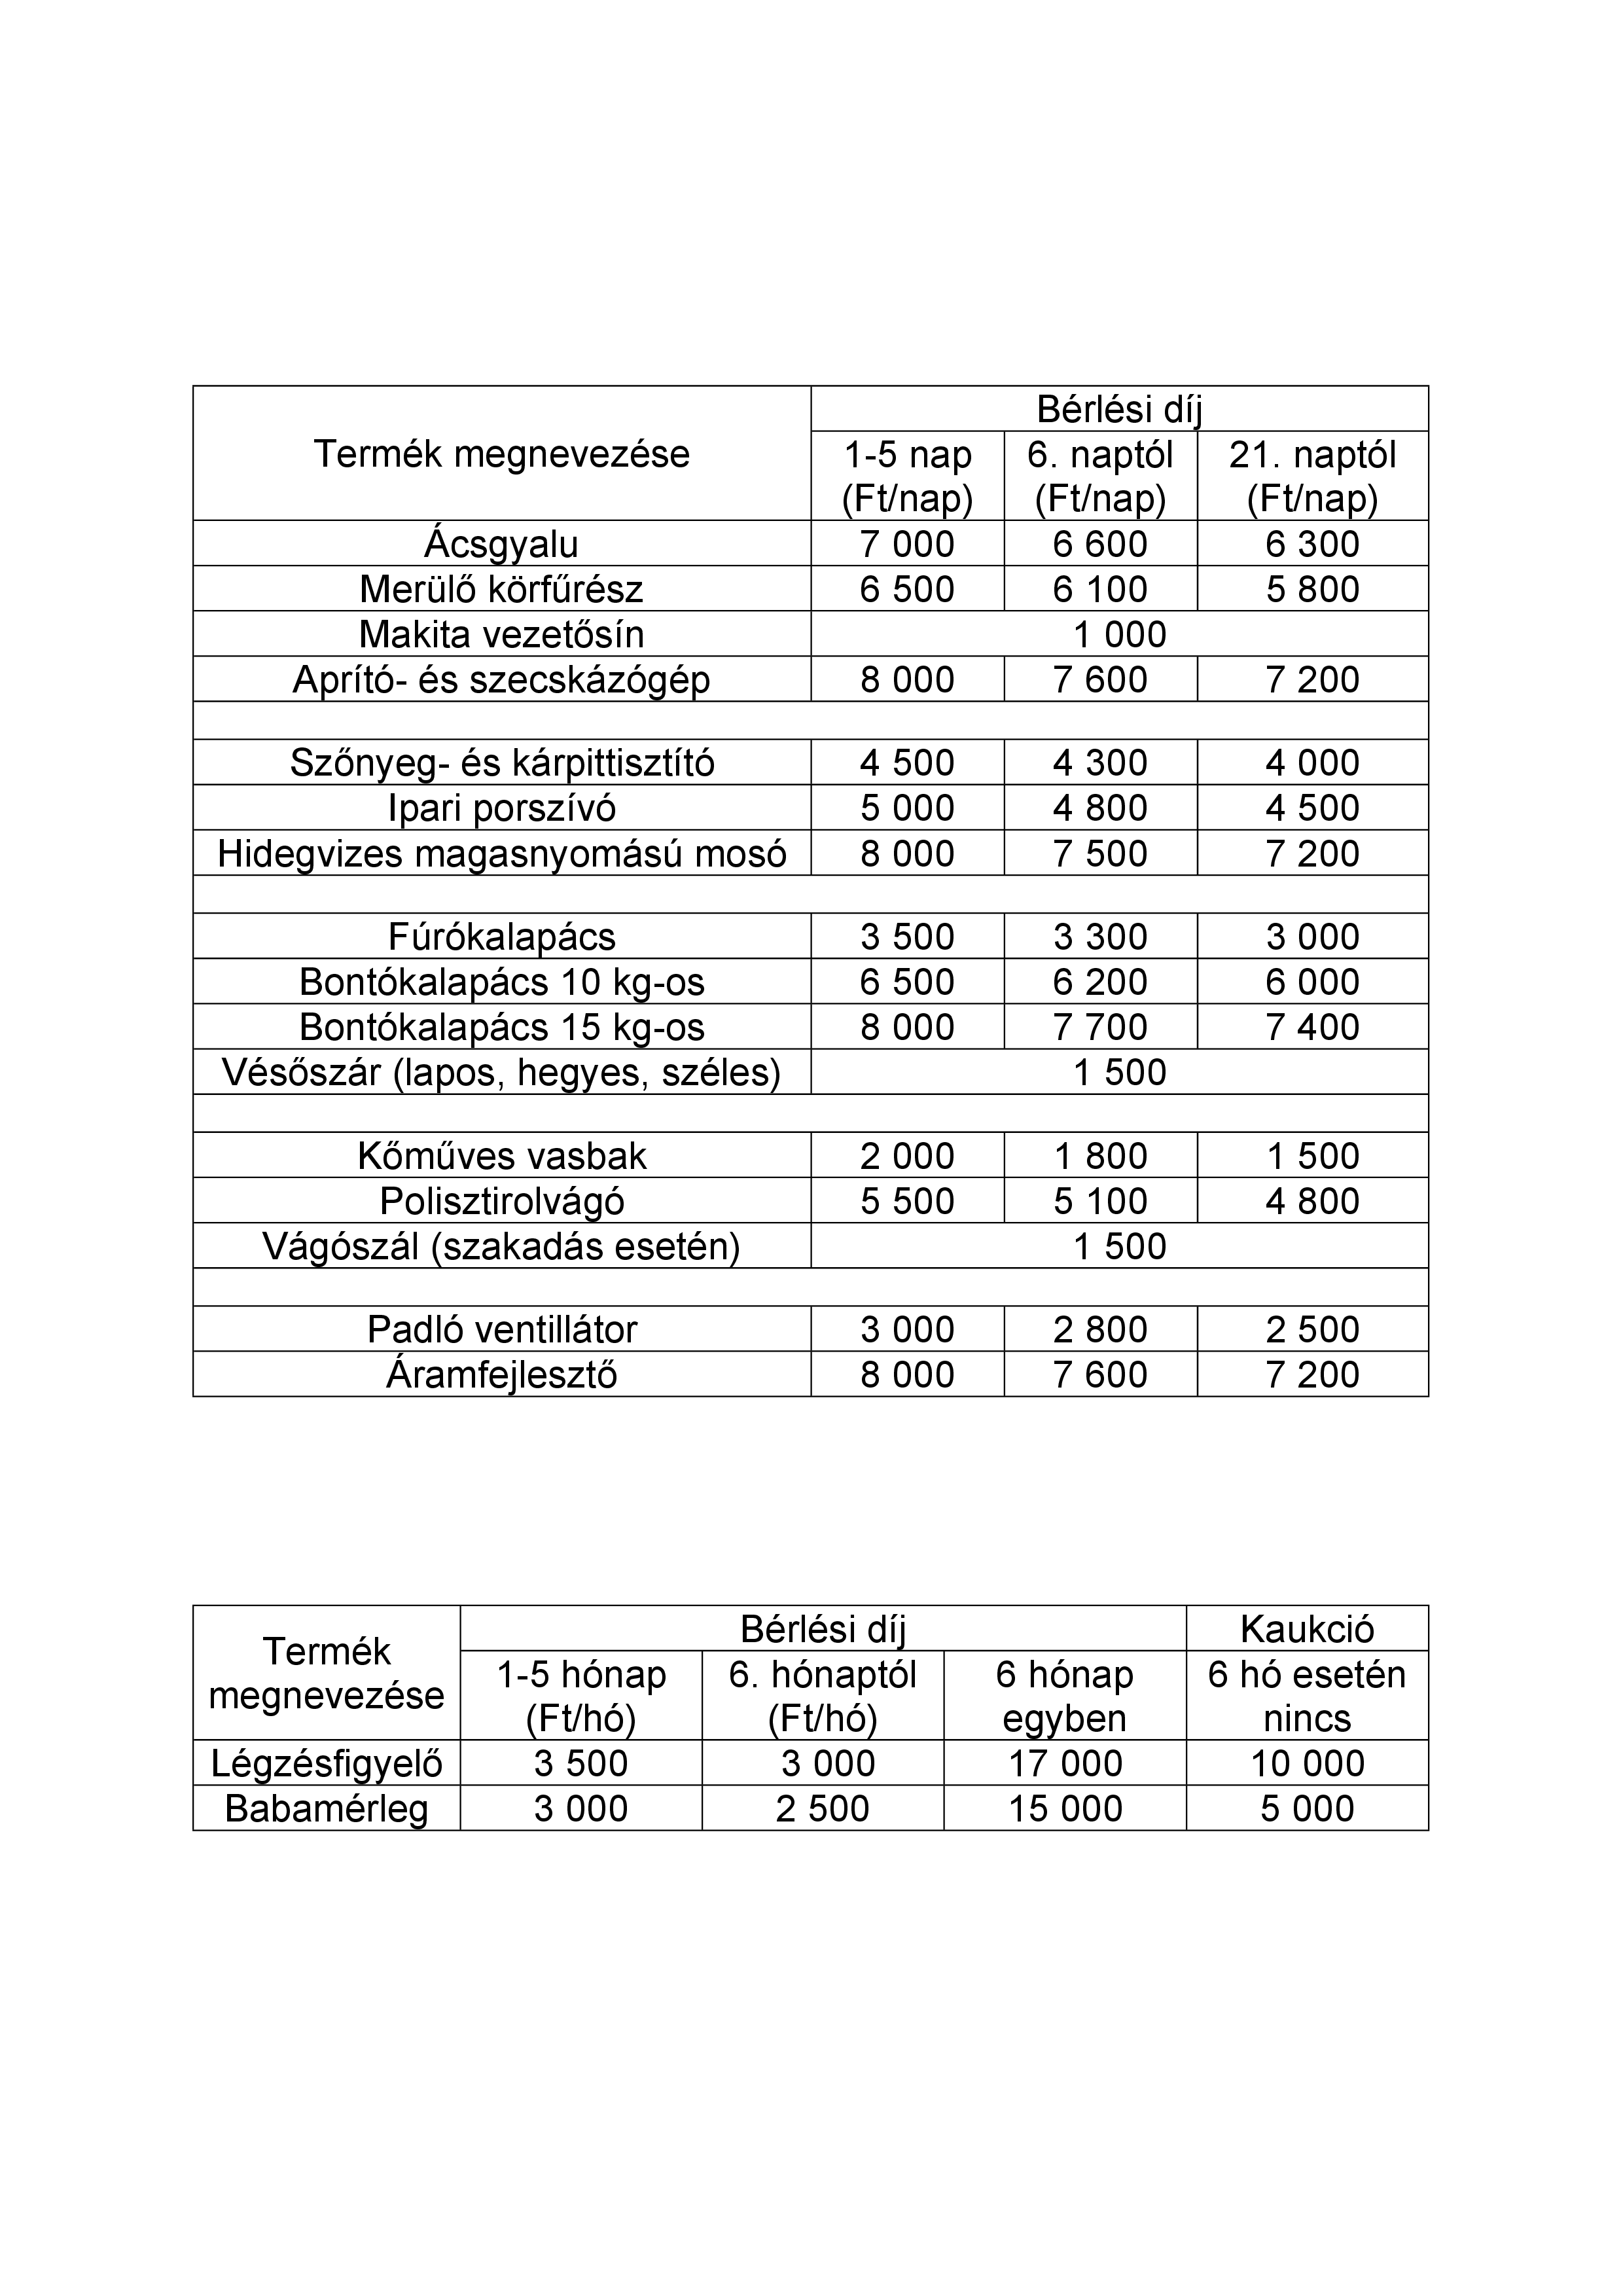 Termék megnevezése
Bérlési díj
1-5 nap (Ft/nap)
6. naptól (Ft/nap)
21. naptól (Ft/nap)
Ácsgyalu 7 000 6 600 6 300
Merülő körfűrész 6 500 6 100 5 800
Makita vezetősín 1 000
Aprító- és szecskázógép 8 000 7 600 7 200
Szőnyeg- és kárpittisztító 4 500 4 300 4 000
Ipari porszívó 5 000 4 800 4 500
Hidegvizes magasnyomású mosó 8 000 7 500 7 200
Fúrókalapács 3 500 3 300 3 000
Bontókalapács 10 kg-os 6 500 6 200 6 000
Bontókalapács 15 kg-os 8 000 7 700 7 400
Vésőszár (lapos, hegyes, széles) 1 500
Kőműves vasbak 2 000 1 800 1 500
Polisztirolvágó 5 500 5 100 4 800
Vágószál (szakadás esetén) 1 500
Padló ventillátor 3 000 2 800 2 500
Áramfejlesztő 8 000 7 600 7 200
Termék megnevezése
Bérlési díj Kaukció
1-5 hónap (Ft/hó)
6. hónaptól (Ft/hó)
6 hónap egyben
6 hó esetén nincs
Légzésfigyelő 3 500 3 000 17 000 10 000
Babamérleg 3 000 2 500 15 000 5 000